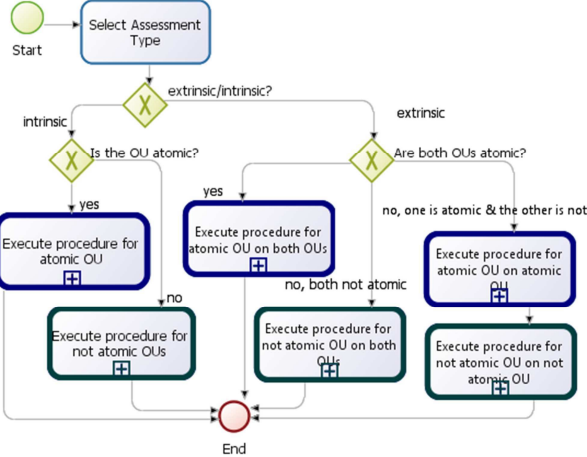 Select Assessment
Type
Start
extrinsic/intrinsic?
intrinsic
extrinsic
Is the OU atomic?
Are both OUs atomic?
yes
yes
no, one is atomic & the other is not
Execute procedure for
atomic OU
Execute procedure for
atomic OU on both OUs
Execute procedure for
atomic OU on atomic
OU
no, both not atomic
no
Execute procedure for
not atomic OUs
Execute procedure for
not atomic OU on both
OUs
Execute procedure for
not atomic OU on not
atomic OU
End